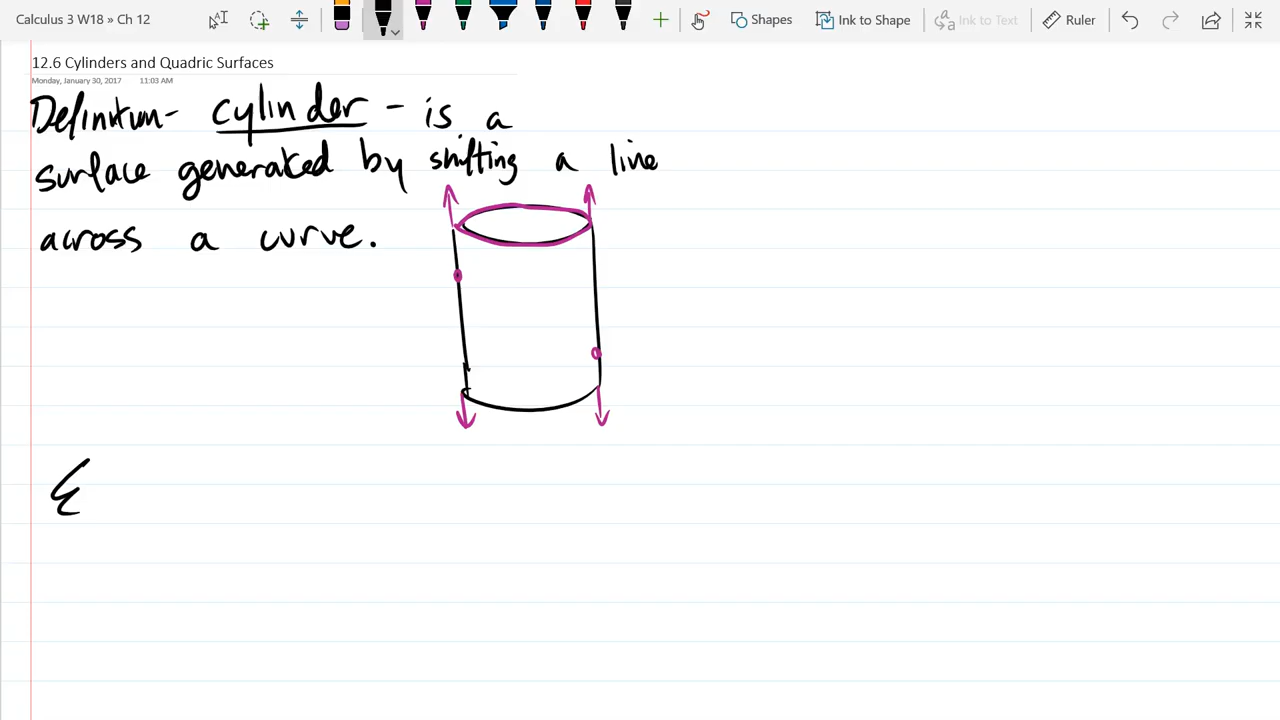 Calculus 3 W18 » Ch 12
Shapes
Ink to Shape
Ink to Text
Ruler
12.6 Cylinders and Quadric Surfaces
Monday, January 30, 2017 11:03 AM
Definition- cylinder - is a
surface generated by shifting a line
across a curve.